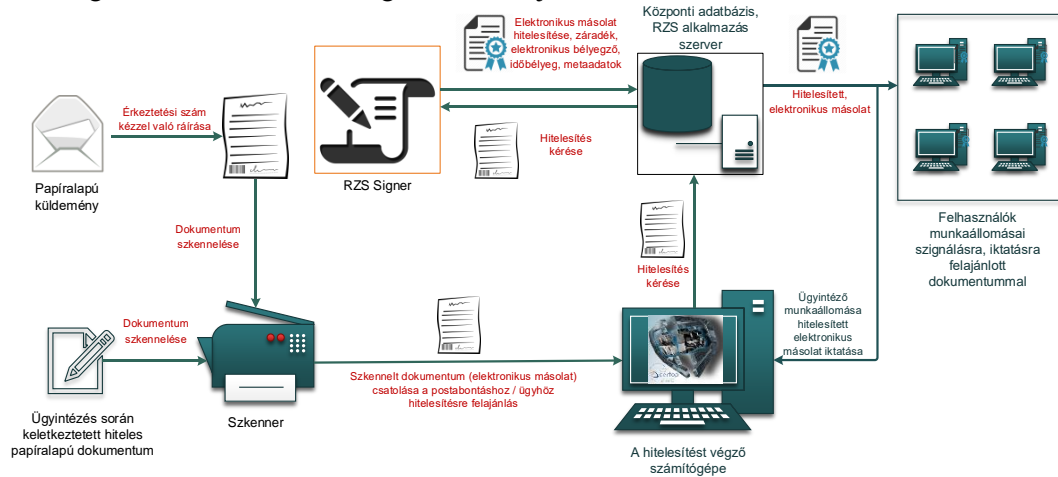 Elektronikus másolat
hitelesítése, záradék,
elektronikus bélyegző,
időbélyeg, metaadatok
Központi adatbázis,
RZS alkalmazás
szerver
Érkeztetési szám
kézzel való ráírása
Hitelesített,
elektronikus másolat
Hitelesítés
kérése
Papíralapú
küldemény
RZS Signer
Felhasználók
munkaállomásai
szignálásra, iktatásra
felajánlott
dokumentummal
Dokumentum
szkennelése
Hitelesítés
kérése
Ügyintéző
munkaállomása
hitelesített
elektronikus
másolat iktatása
Dokumentum
szkennelése
Szkennelt dokumentum (elektronikus másolat)
csatolása a postabontáshoz / ügyhöz
hitelesítésre felajánlás
Ügyintézés során
keletkeztetett hiteles
papíralapú dokumentum
Szkenner
A hitelesítést végző
számítógépe